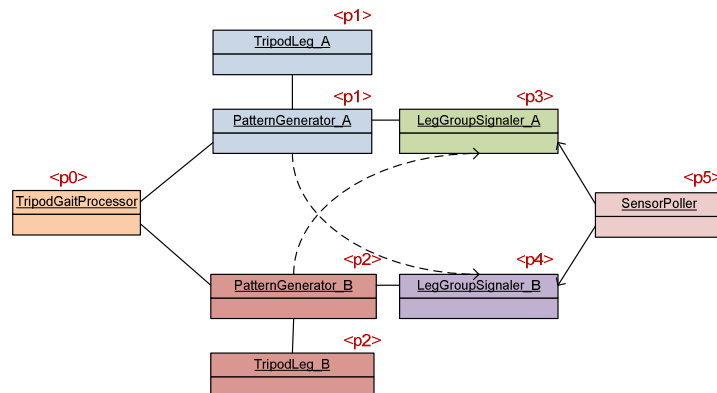 <p1>
TripodLeg_A
<p1>
<p3>
PatternGenerator_A
LegGroupSignaler_A
<p0>
<p5>
TripodGaitProcessor
SensorPoller
<p2>
<p4>
PatternGenerator_B
LegGroupSignaler_B
<p2>
TripodLeg_B